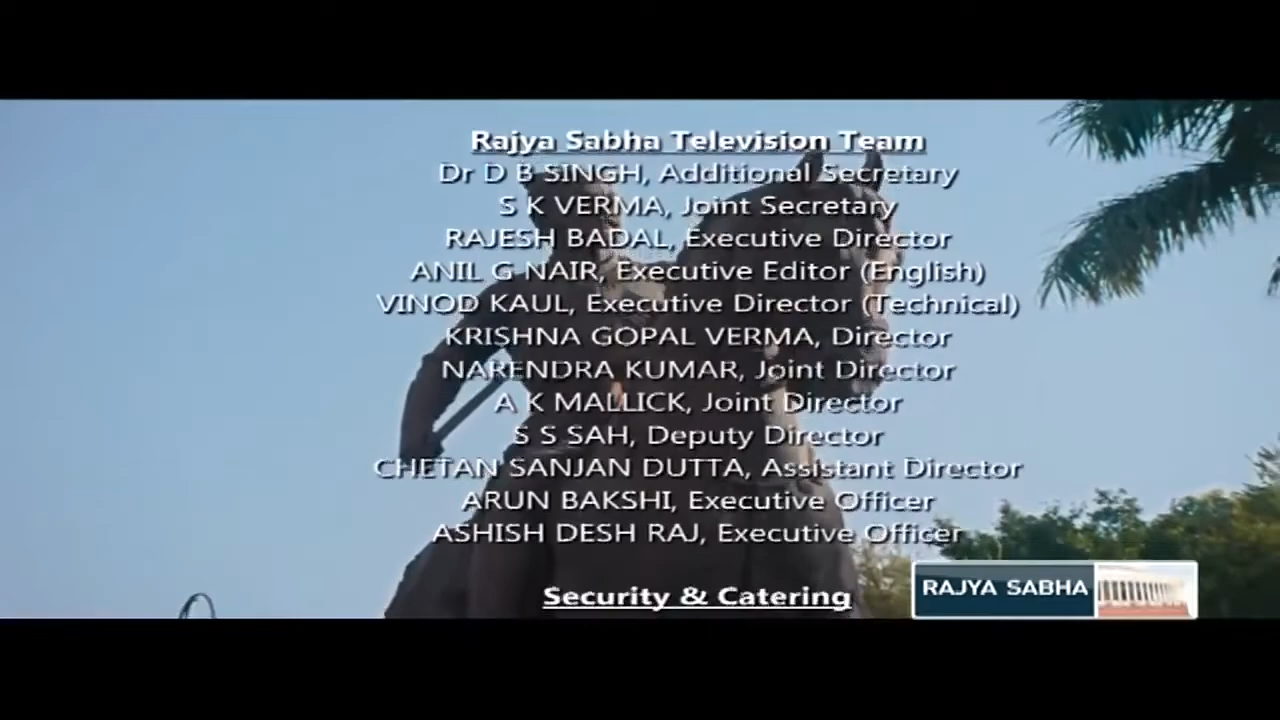 Rajya Sabha Television Team
Dr D B SINGH, Additional Secretary
S K VERMA, Joint Secretary
RAJESH BADAL, Executive Director
ANIL G NAIR, Executive Editor (English)
VINOD KAUL, Executive Director (Technical)
KRISHNA GOPAL VERMA, Director
NARENDRA KUMAR, Joint Director
A K MALLICK, Joint Director
S S SAH, Deputy Director
CHETAN SANJAN DUTTA, Assistant Director
ARUN BAKSHI, Executive Officer
ASHISH DESH RAJ, Executive Officer
Security & Catering
RAJYA SABHA